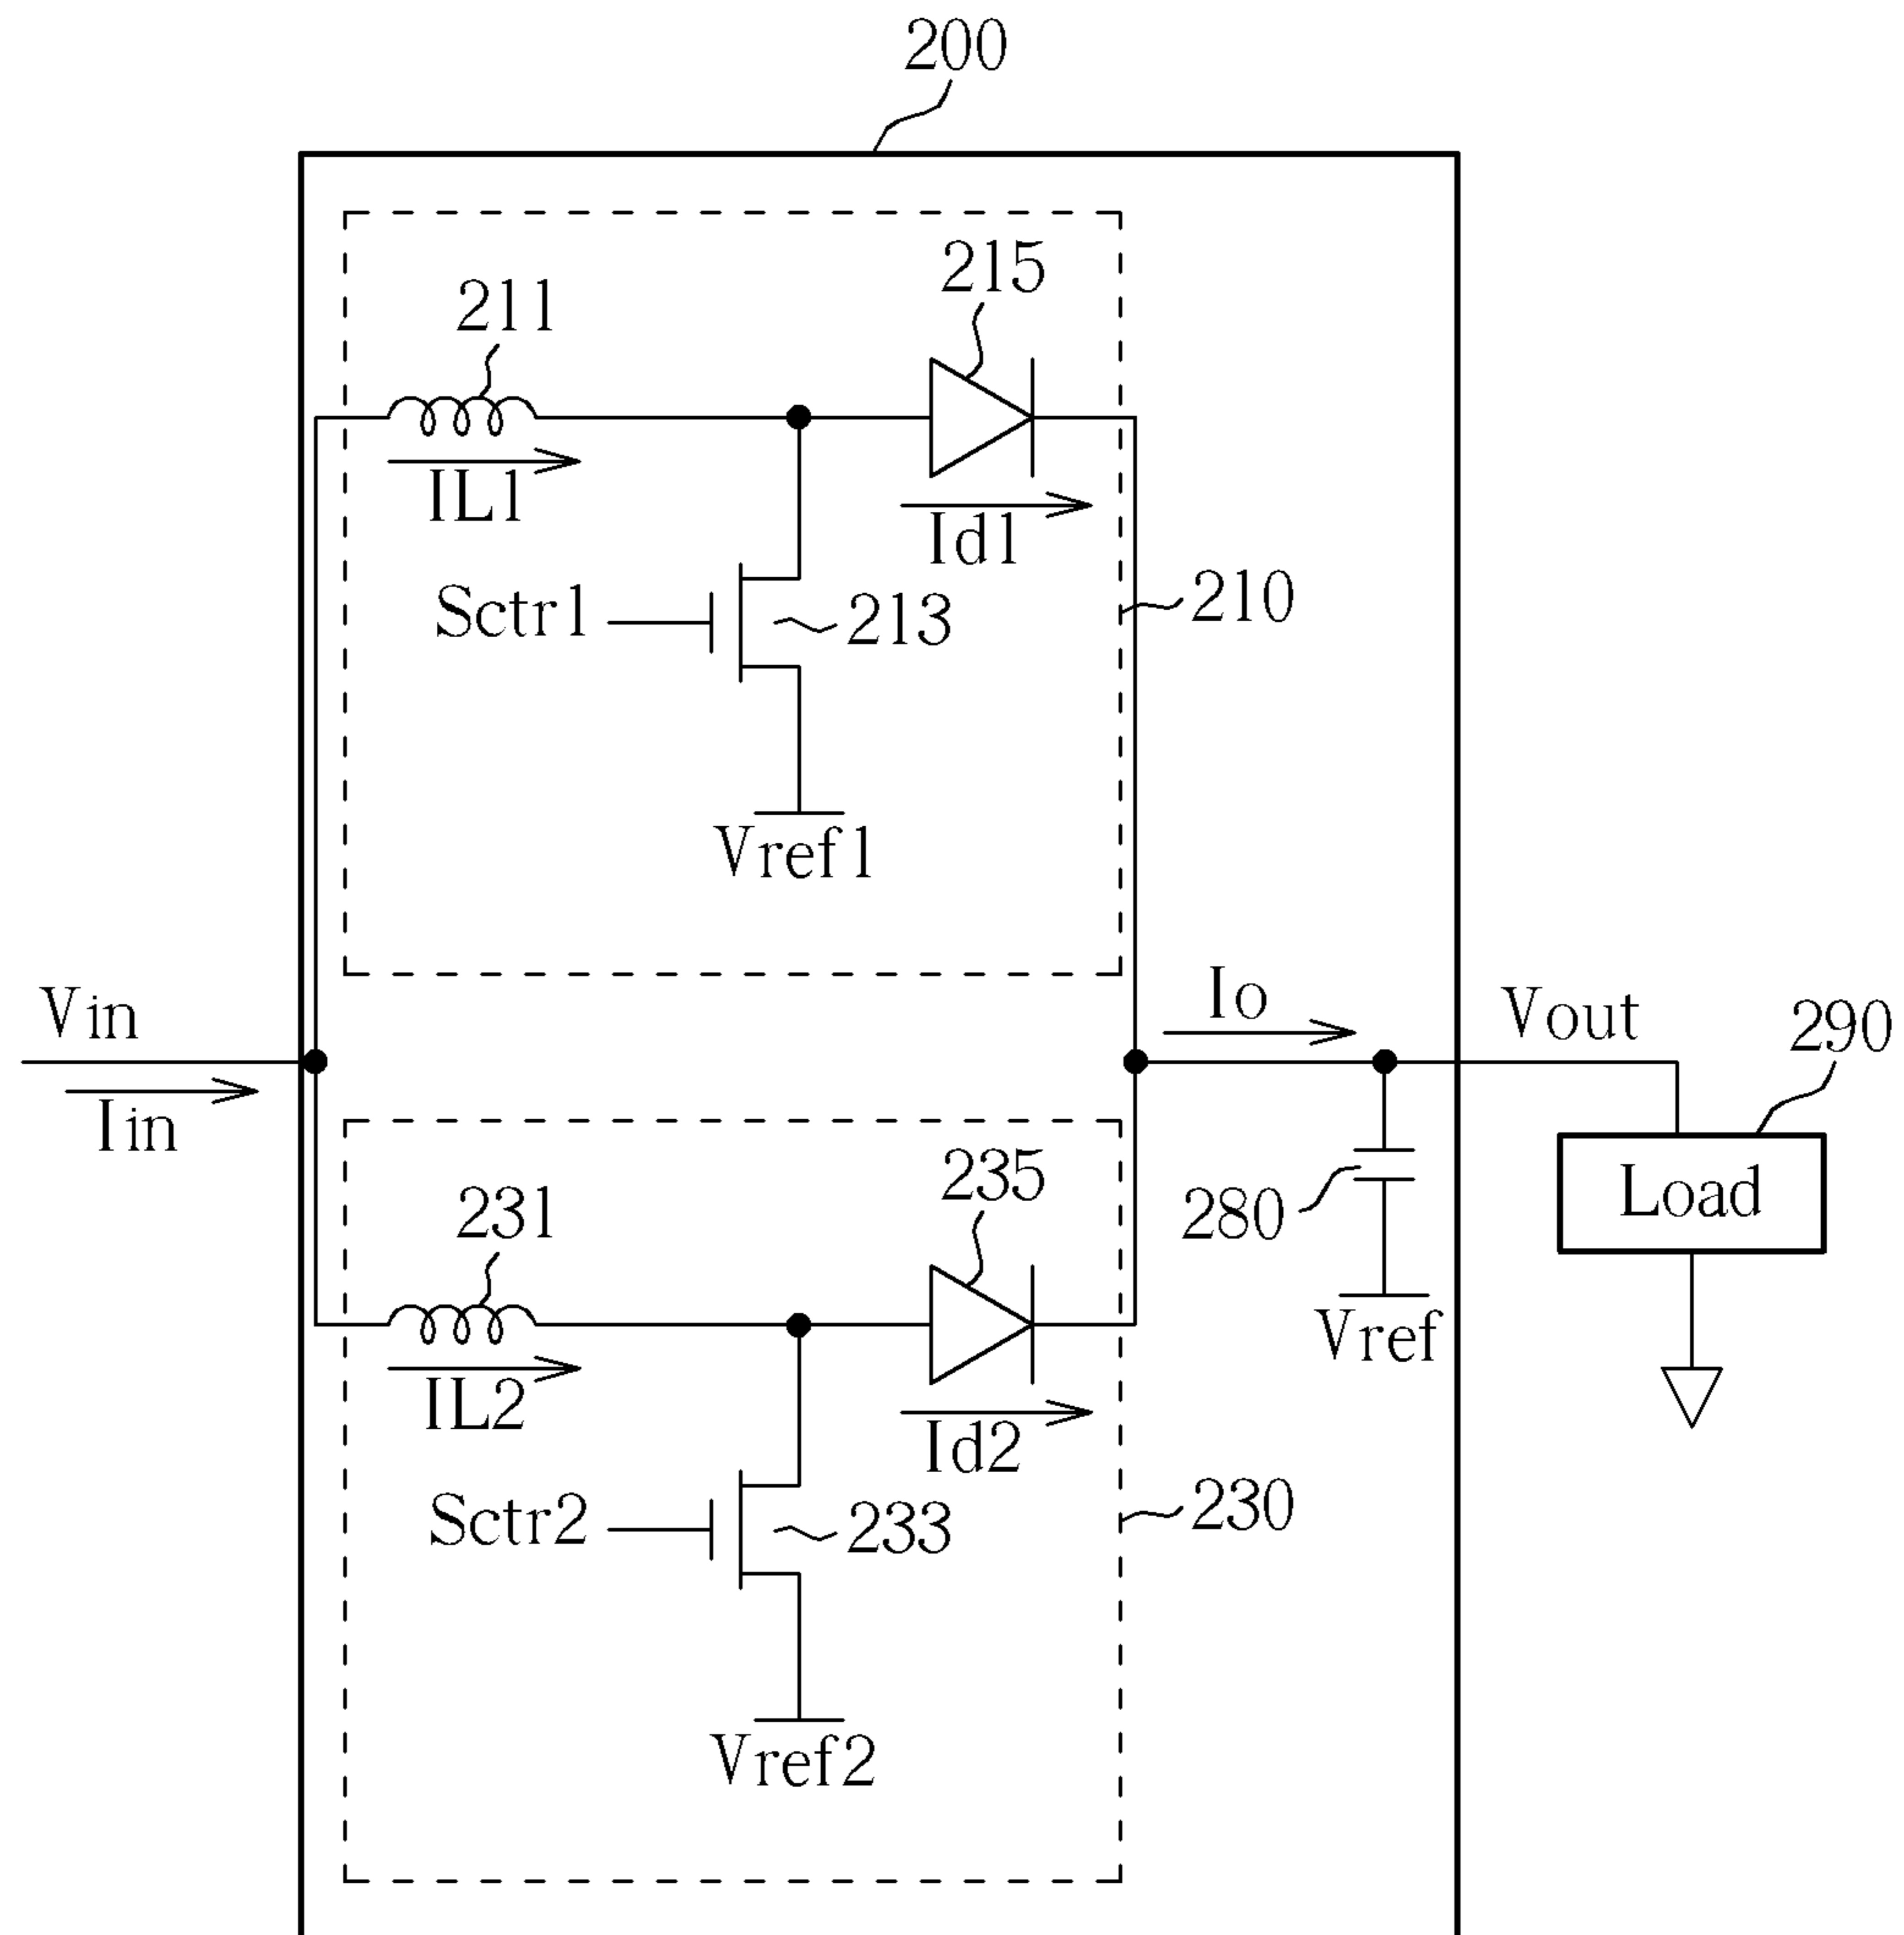 200
215
211
IL1
Id1
Sctr1
213
210
Vref1
Vin
Io
Vout
290
Iin
235
231
280
Load
Vref
IL2
Id2
Sctr2
233
230
Vref2